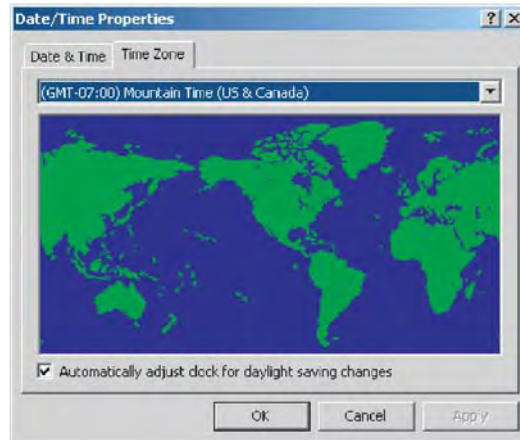 Date/Time Properties
Date & Time Time Zone
(GMT-07:00) Mountain Time (US & Canada)
Automatically adjust clock for daylight saving changes
OK Cancel Apply